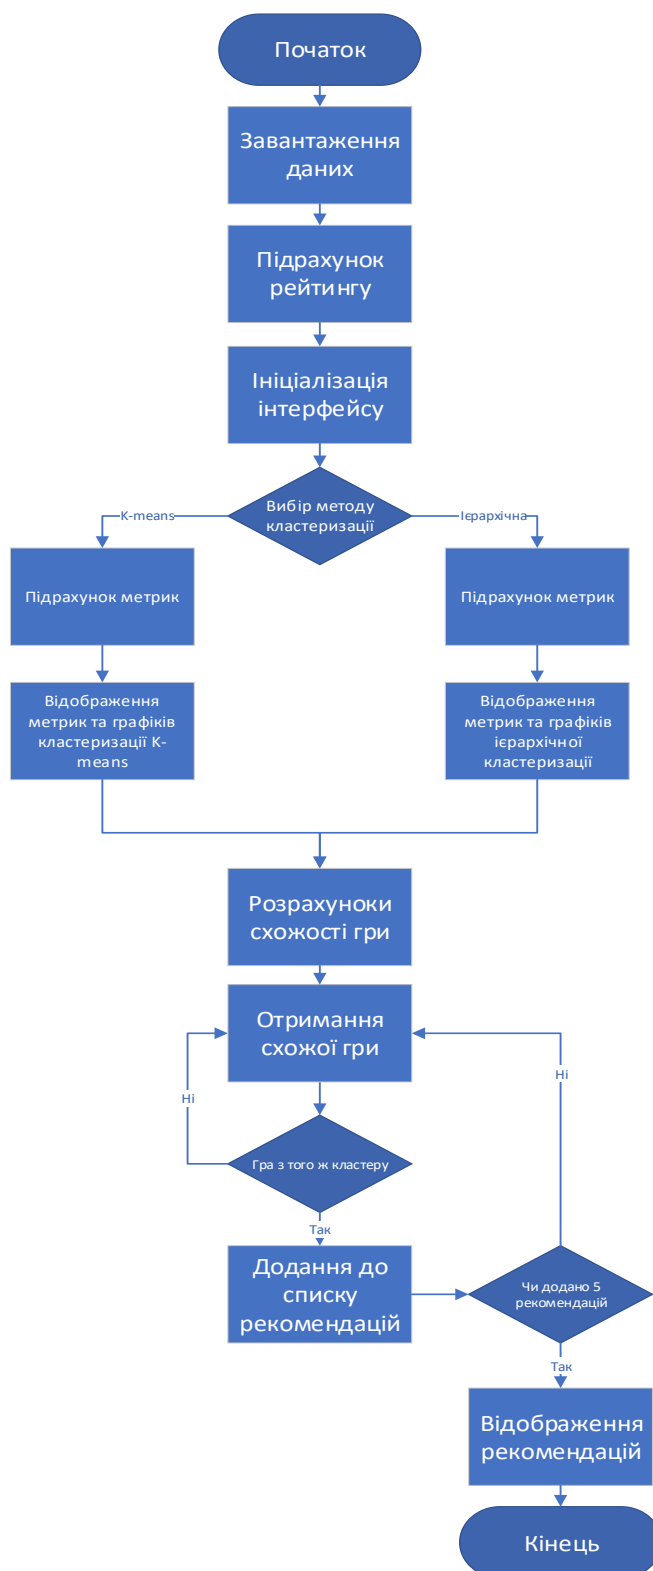 Початок
Завантаження
даних
Підрахунок
рейтингу
Ініціалізація
інтерфейсу
Вибір методу
кластеризації
K-means
Ієрархічна
Підрахунок метрик
Підрахунок метрик
Відображення
метрик та графіків
кластеризації K-
means
Відображення
метрик та графіків
ієрархічної
кластеризації
Розрахуноки
схожості гри
Отримання
схожої гри
Ні
Ні
Гра з того ж кластеру
Так
Додання до
списку
рекомендацій
Чи додано 5
рекомендацій
Так
Відображення
рекомендацій
Кінець